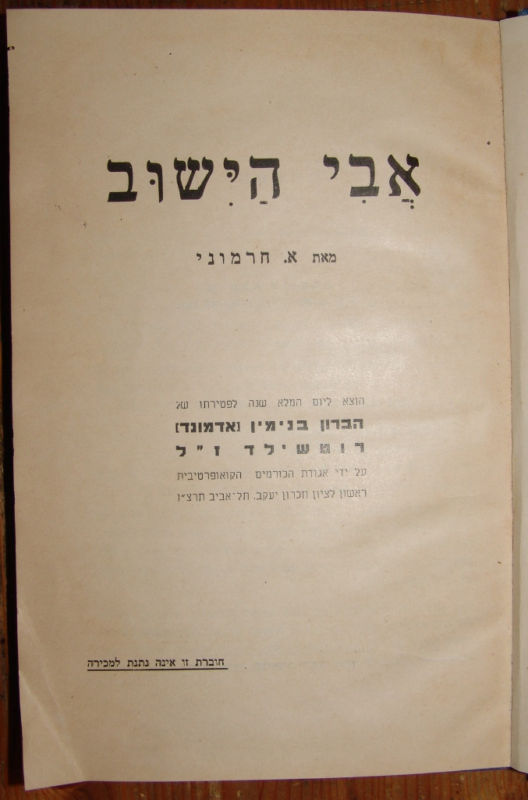 אֲבִי הַיִּשּׁוּב
מאת א. חרמוני
הוצא ליום המלא שנה לפטירתו של
הברון בנימין [אדמונד]
רוטשילד ז"ל
על ידי אגודת הכורמים הקואופרטיבית
ראשון לציון וזכרון יעקב. תל־אביב תרצ"ו
חוברת זו אינה נתנת למכירה